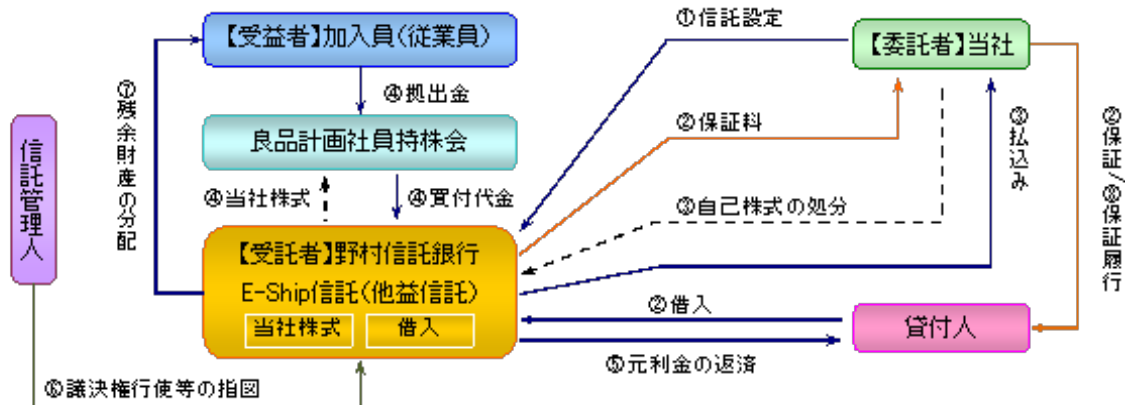 【受益者】加入員(従業員)
①信託設定
【委託者】当社
④拠出金
⑦残余財産の分配
良品計画社員持株会
②保証料
③払込み
②保証/⑧保証履行
信託管理人
④当社株式
④買付代金
③自己株式の処分
【受託者】野村信託銀行
E-Ship信託(他益信託)
当社株式
借入
②借入
貸付人
⑤元利金の返済
⑥議決権行使等の指図